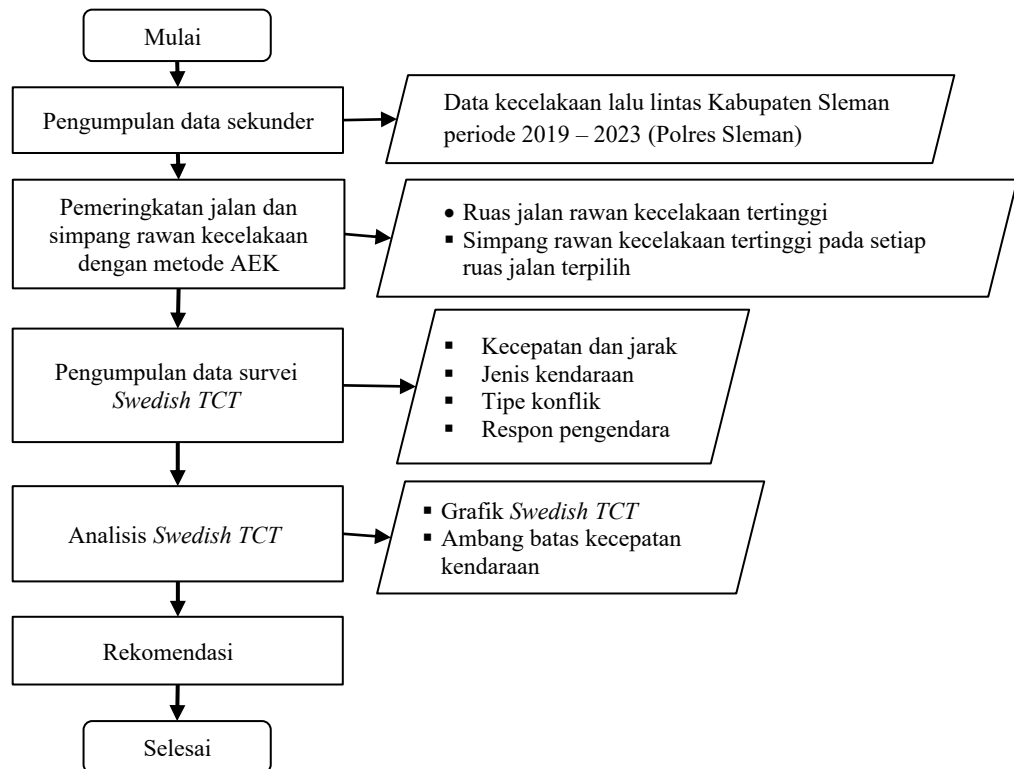 Mulai
Pengumpulan data sekunder
Data kecelakaan lalu lintas Kabupaten Sleman
periode 2019 – 2023 (Polres Sleman)
Pemeringkatan jalan dan
simpang rawan kecelakaan
dengan metode AEK
• Ruas jalan rawan kecelakaan tertinggi
▪ Simpang rawan kecelakaan tertinggi pada setiap
ruas jalan terpilih
Pengumpulan data survei
Swedish TCT
▪ Kecepatan dan jarak
▪ Jenis kendaraan
▪ Tipe konflik
▪ Respon pengendara
Analisis Swedish TCT
▪ Grafik Swedish TCT
▪ Ambang batas kecepatan
kendaraan
Rekomendasi
Selesai